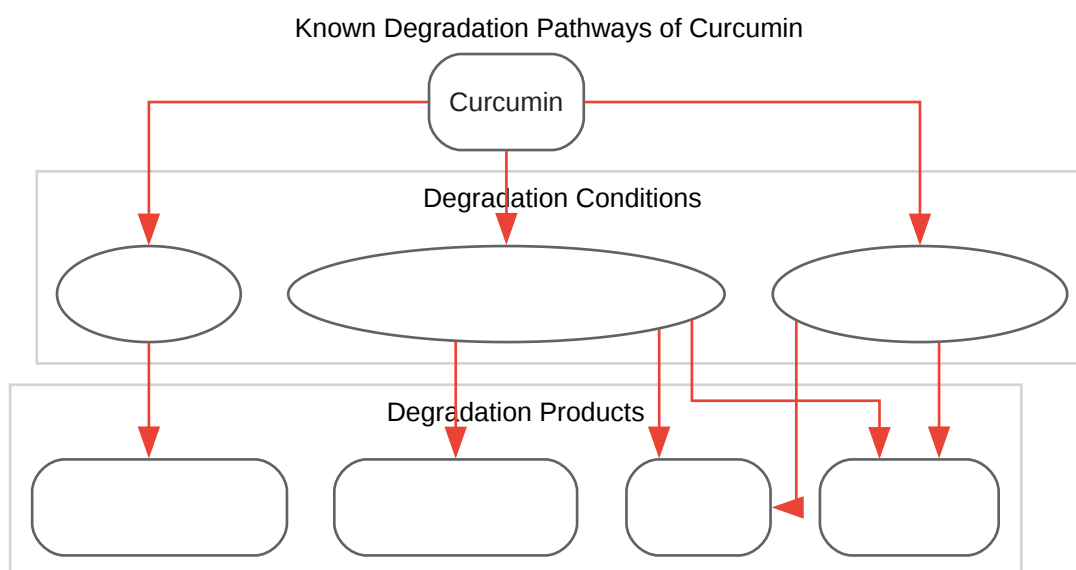 Known Degradation Pathways of Curcumin
Curcumin
Degradation Conditions
Degradation Products